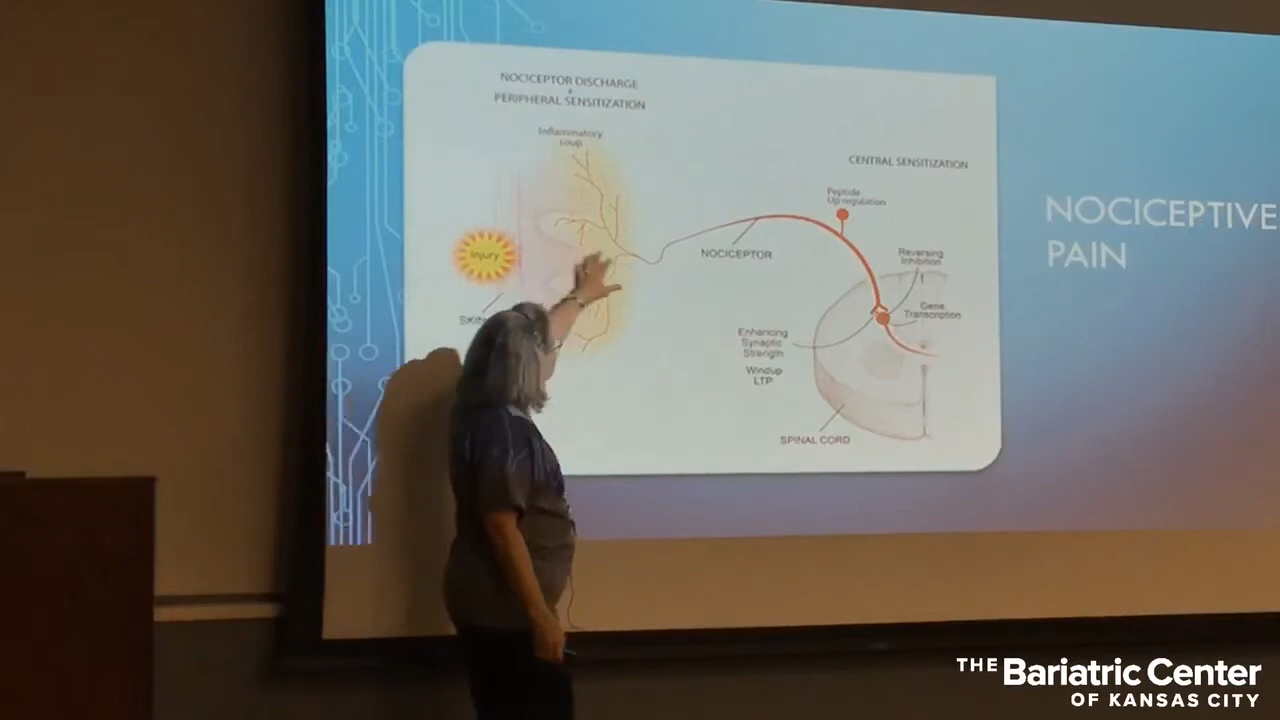 NOCICEPTOR DISCHARGE
+
PERIPHERAL SENSITIZATION
Inflammatory
soup
Injury
SKIN
CENTRAL SENSITIZATION
Peptide
Up regulation
NOCICEPTOR
Reversing
Inhibition
Gene
Transcription
Enhancing
Synaptic
Strength
Windup
LTP
SPINAL CORD
NOCICEPTIVE
PAIN
THE Bariatric Center
OF KANSAS CITY